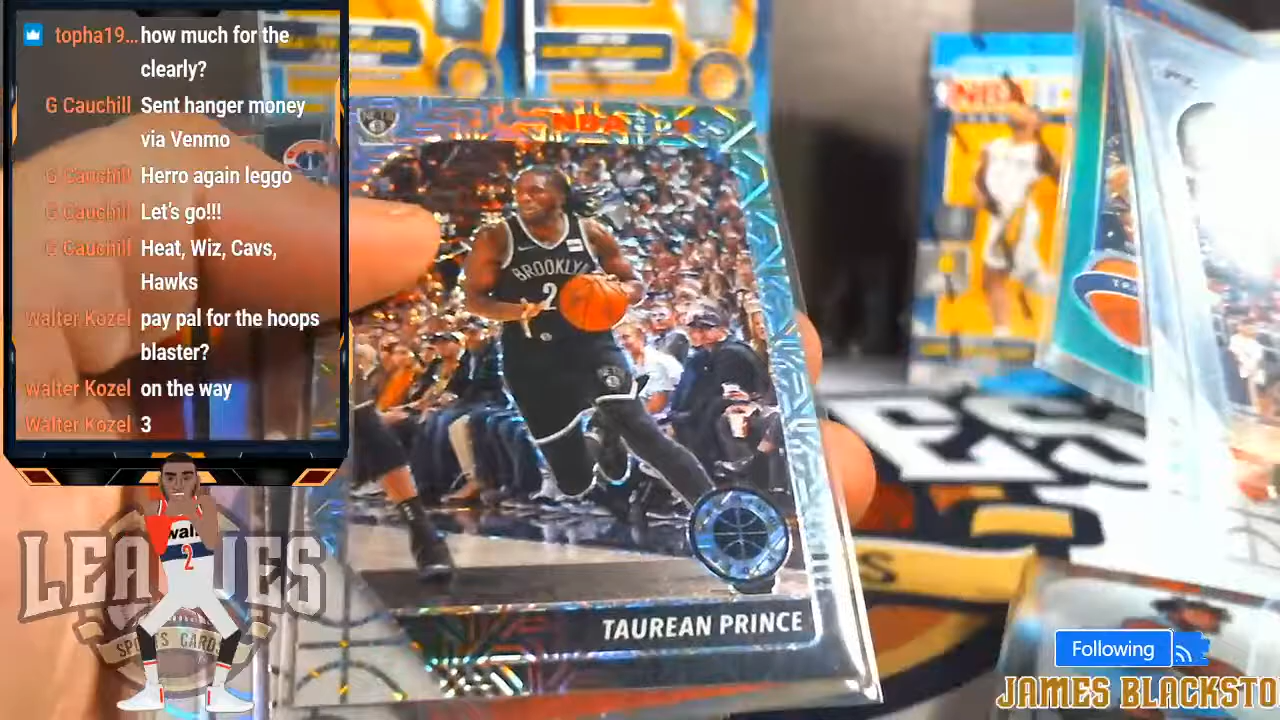 topha19...how much for the
clearly?
G Cauchill Sent hanger money
via Venmo
G Cauchill Herro again leggo
G Cauchill Let's go!!!
G Cauchill Heat, Wiz, Cavs,
Hawks
Walter Kozel pay pal for the hoops
blaster?
Walter Kozel on the way
Walter Kozel 3
NBA
BROOKLYN
2
TAUREAN PRINCE
wall
2
SPORTS CARDS
Following
JAMES BLACKSTO